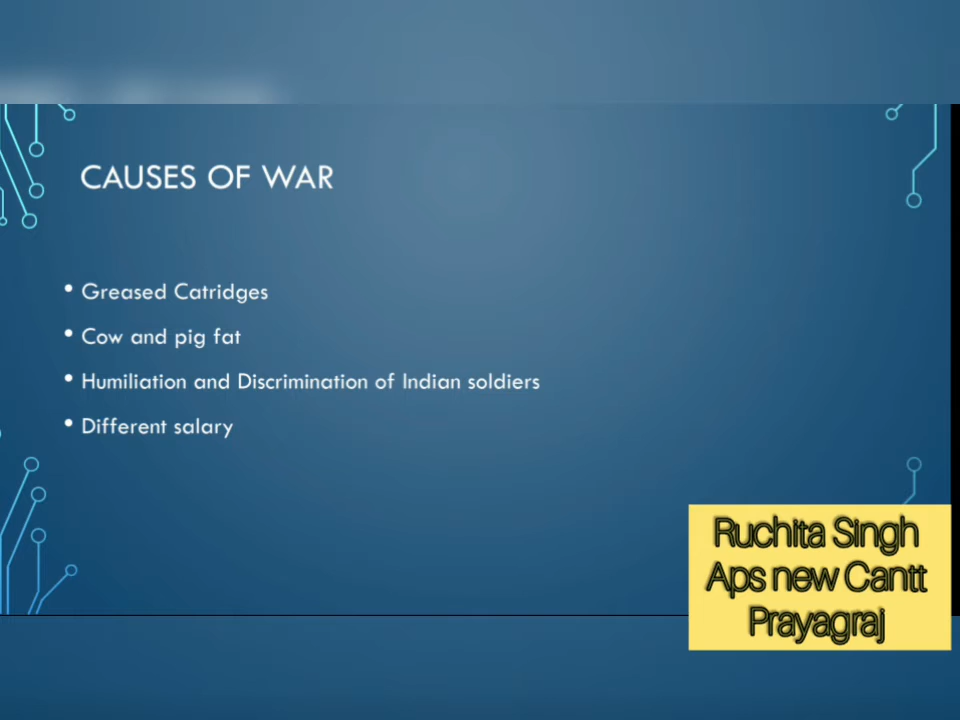 CAUSES OF WAR
• Greased Catridges
• Cow and pig fat
• Humiliation and Discrimination of Indian soldiers
• Different salary
Ruchita Singh
Aps new Cantt
Prayagraj